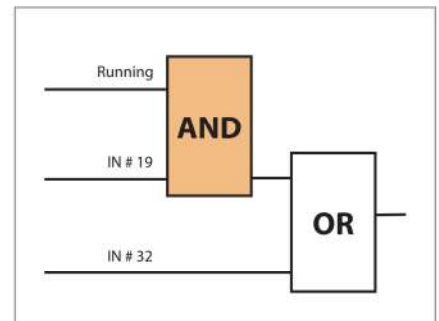 Running
AND
IN # 19
OR
IN # 32